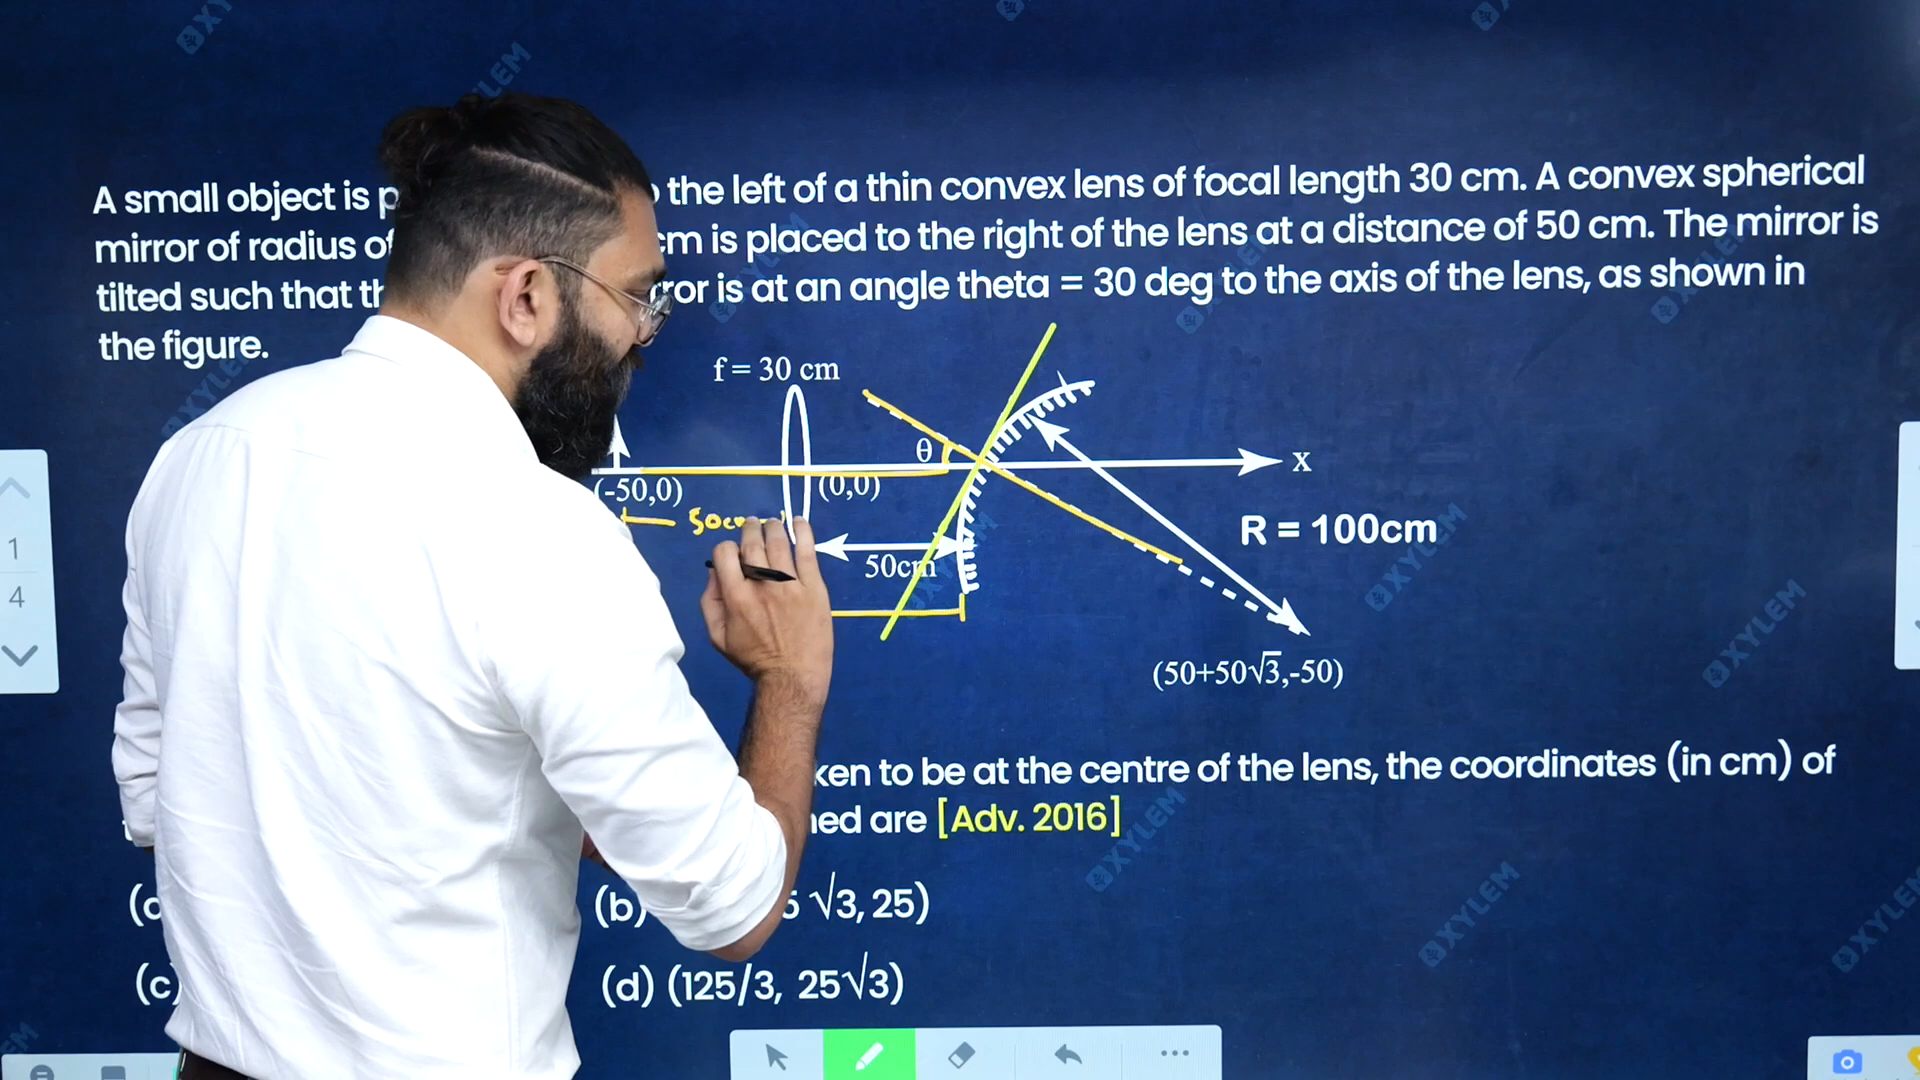 A small object is p the left of a thin convex lens of focal length 30 cm. A convex spherical
mirror of radius of cm is placed to the right of the lens at a distance of 50 cm. The mirror is
tilted such that th ror is at an angle theta = 30 deg to the axis of the lens, as shown in
the figure.
f = 30 cm
θ
X
(-50,0)
(0,0)
50cm
50cm
R = 100cm
(50+50√3,-50)
ken to be at the centre of the lens, the coordinates (in cm) of
ned are [Adv. 2016]
(b) √3, 25)
(c)
(d) (125/3, 25√3)
1
4
XYLEM